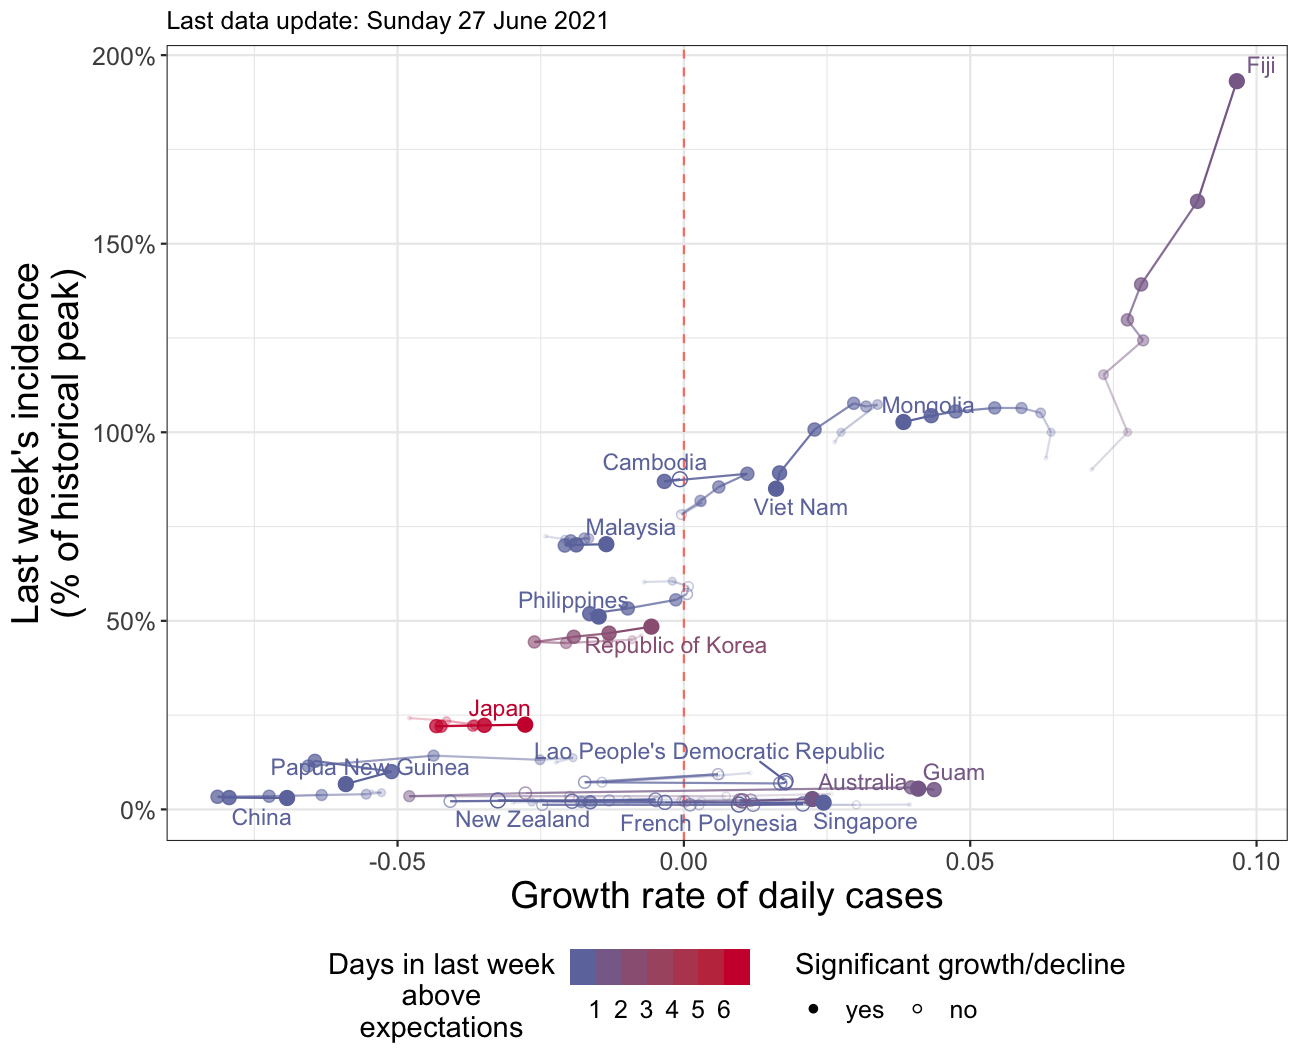 Last data update: Sunday 27 June 2021
200%
150%
100%
50%
0%
Last week's incidence
(% of historical peak)
Fiji
Mongolia
Cambodia
Viet Nam
Malaysia
Philippines
Republic of Korea
Japan
Lao People's Democratic Republic
Papua New Guinea
Guam
Australia
China
New Zealand
French Polynesia
Singapore
-0.05
0.00
0.05
0.10
Growth rate of daily cases
Days in last week
above
expectations
1 2 3 4 5 6
Significant growth/decline
yes
no